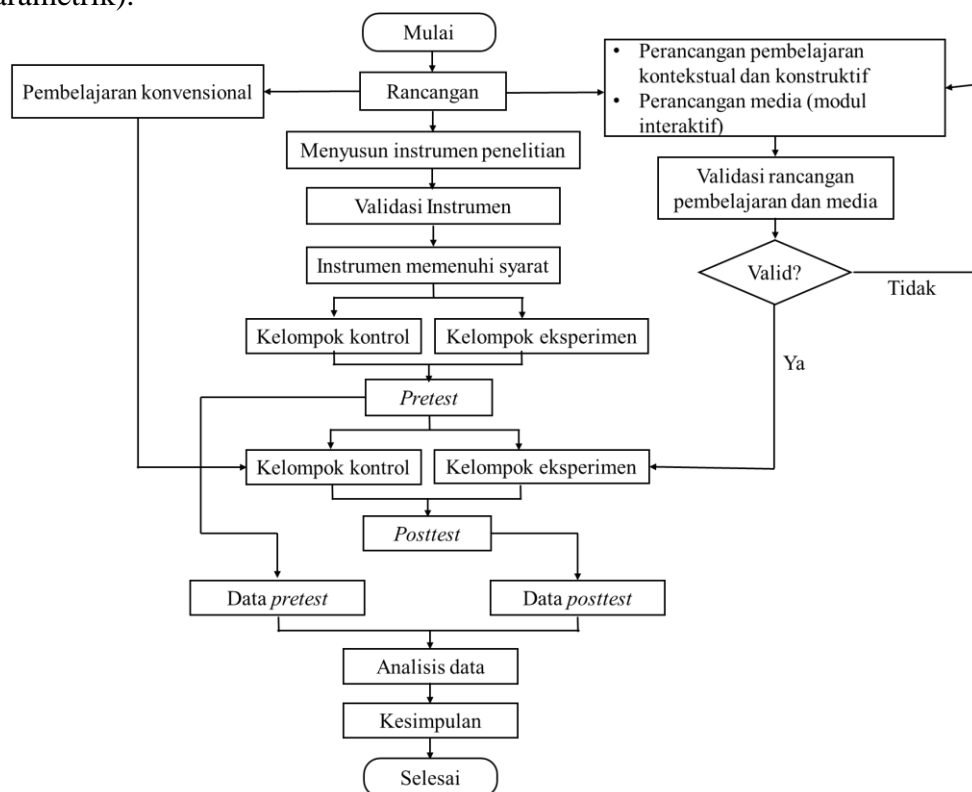 Mulai
Pembelajaran konvensional
Rancangan
• Perancangan pembelajaran
kontekstual dan konstruktif
• Perancangan media (modul
interaktif)
Menyusun instrumen penelitian
Validasi Instrumen
Validasi rancangan
pembelajaran dan media
Instrumen memenuhi syarat
Valid?
Tidak
Kelompok kontrol
Kelompok eksperimen
Ya
Pretest
Kelompok kontrol
Kelompok eksperimen
Posttest
Data pretest
Data posttest
Analisis data
Kesimpulan
Selesai